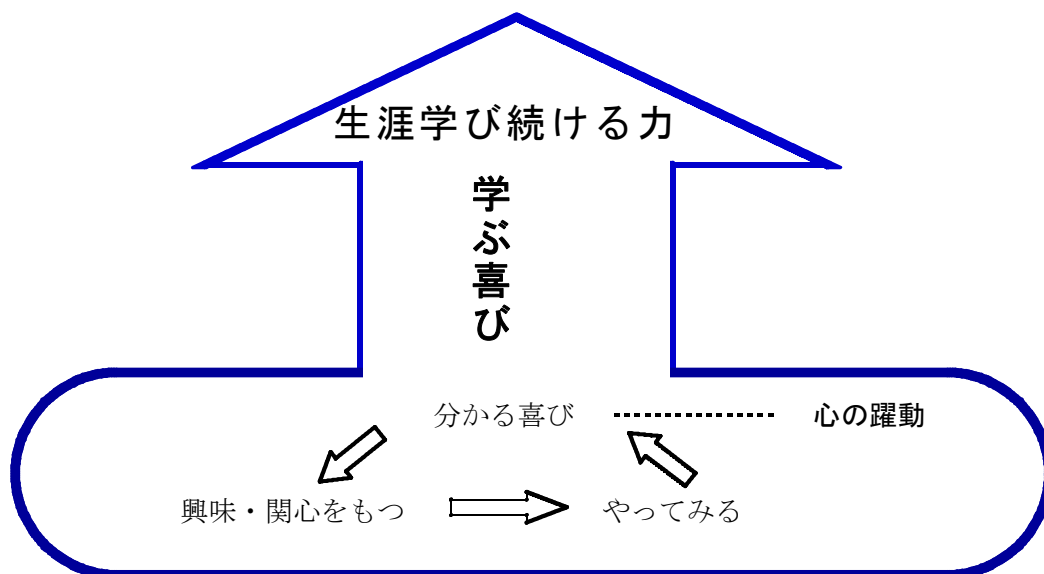 生涯学び続ける力
学ぶ喜び
分かる喜び
心の躍動
興味・関心をもつ
やってみる